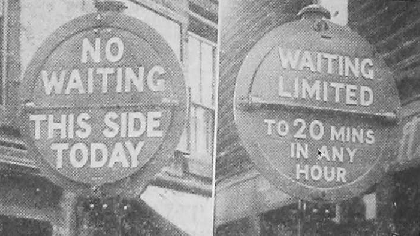 NO
WAITING
THIS SIDE
TODAY
WAITING
LIMITED
TO 20 MINS
IN ANY
HOUR